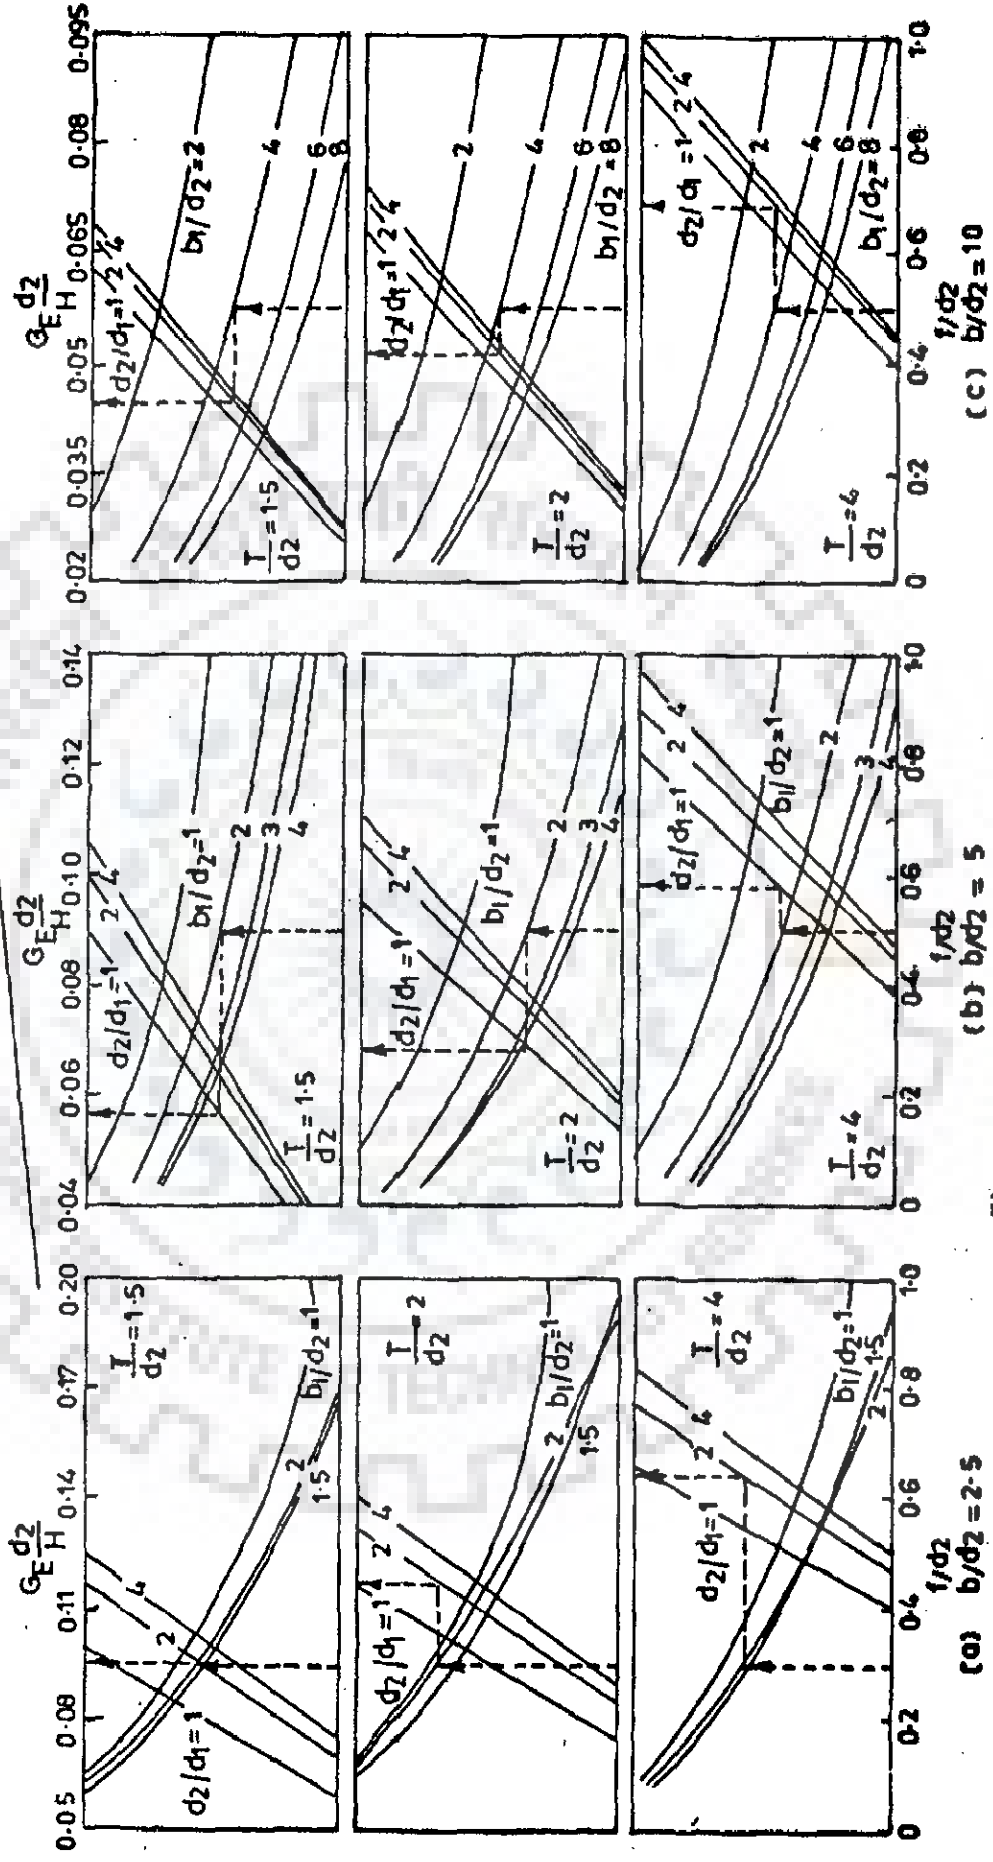 G_E d2/H
0.05 0.08 0.11 0.14 0.17 0.20
d2/d1=1
2
4
T/d2=1.5
b1/d2=1
2
1.5
d2/d1=1
2
4
T/d2=2
b1/d2=1
2
1.5
d2/d1=1
2
4
T/d2=4
b1/d2=1
2
1.5
0 0.2 0.4 0.6 0.8 1.0
f/d2
(a) b/d2=2.5
G_E d2/H
0.04 0.06 0.08 0.10 0.12 0.14
d2/d1=1
2
4
b1/d2=1
2
3
4
T/d2=1.5
d2/d1=1
2
4
b1/d2=1
2
3
4
T/d2=2
d2/d1=1
2
4
b1/d2=1
2
3
4
T/d2=4
0 0.2 0.4 0.6 0.8 1.0
f/d2
(b) b/d2=5
G_E d2/H
0.02 0.035 0.05 0.065 0.08 0.095
d2/d1=1
2
4
b1/d2=2
4
6
8
T/d2=1.5
d2/d1=1
2
4
2
4
6
b1/d2=8
T/d2=2
d2/d1=1
2
4
2
4
6
b1/d2=8
T/d2=4
0 0.2 0.4 0.6 0.8 1.0
f/d2
(c) b/d2=10